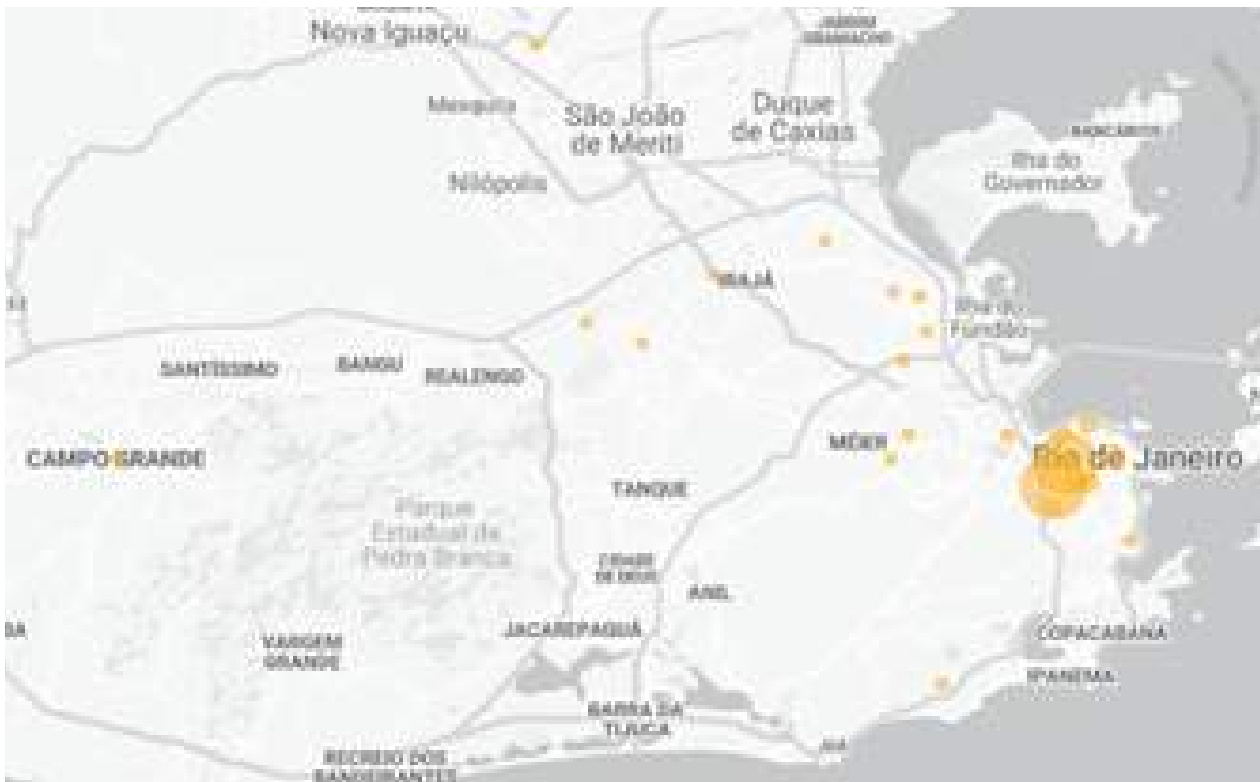 Nova Iguaçu
Mesquita
São João
de Meriti
Duque
de Caxias
Nilópolis
BANCÁRIOS
Ilha do
Governador
IRAJÁ
Ilha do
Fundão
SANTÍSSIMO
BANGU
REALENGO
CAMPO GRANDE
MÉIER
Rio de Janeiro
TANQUE
Parque
Estadual da
Pedra Branca
CIDADE
DE DEUS
ANIL
JACAREPAGUÁ
VARGEM
GRANDE
COPACABANA
IPANEMA
BARRA DA
TIJUCA
RECREIO DOS
BANDEIRANTES